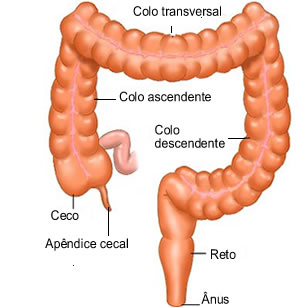 Colo transversal
Colo ascendente
Colo
descendente
Ceco
Apêndice cecal
Reto
Ânus